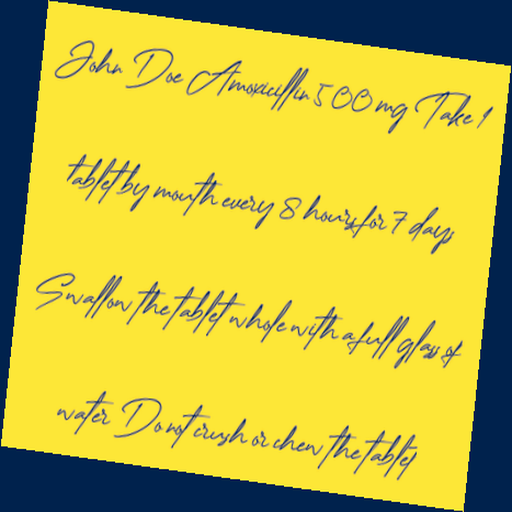 John Doe Amoxicillin 500 mg Take 1
tablet by mouth every 8 hours for 7 days
Swallow the tablet whole with a full glass of
water Do not crush or chew the tablet